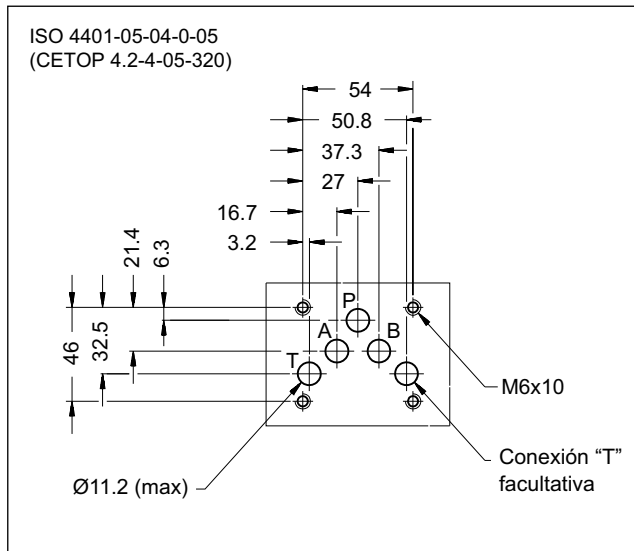 ISO 4401-05-04-0-05
(CETOP 4.2-4-05-320)
54
50.8
37.3
27
16.7
3.2
21.4
6.3
46
32.5
P
A
B
T
M6x10
Ø11.2 (max)
Conexión “T”
facultativa